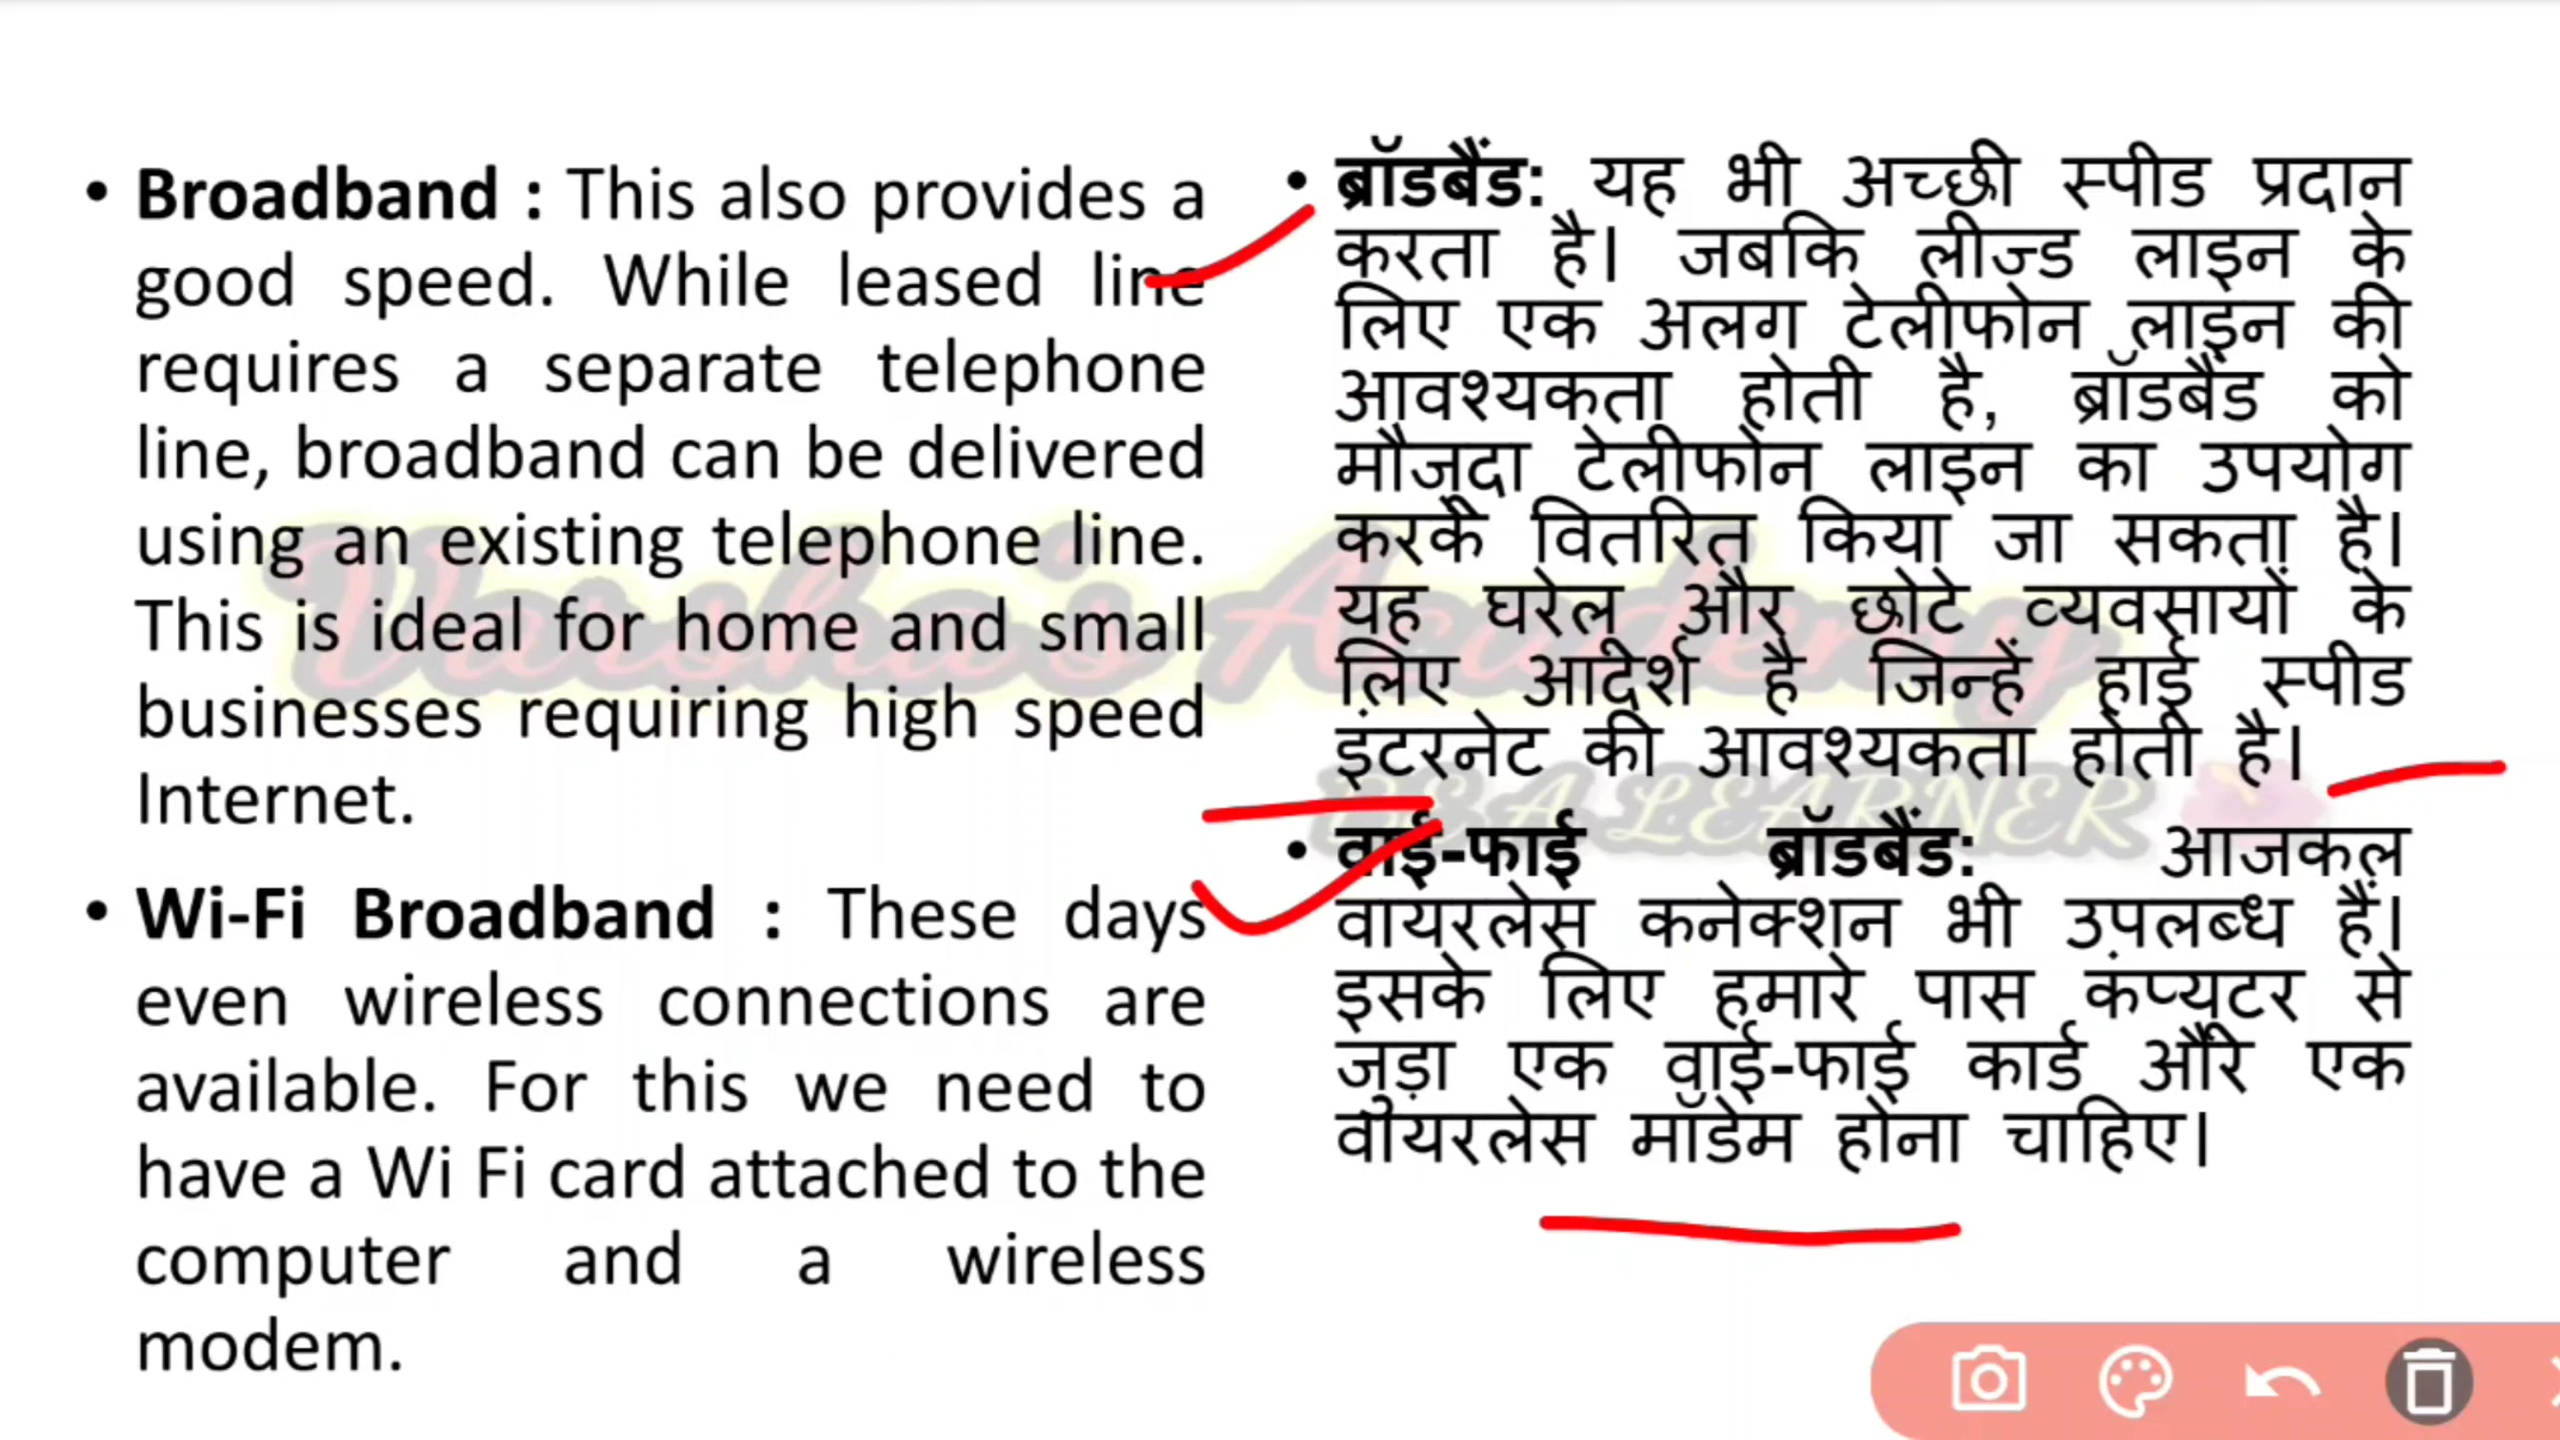 • Broadband : This also provides a
good speed. While leased line
requires a separate telephone
line, broadband can be delivered
using an existing telephone line.
This is ideal for home and small
businesses requiring high speed
Internet.
• Wi-Fi Broadband : These days
even wireless connections are
available. For this we need to
have a Wi Fi card attached to the
computer and a wireless
modem.
• ब्रॉडबैंड: यह भी अच्छी स्पीड प्रदान
करता है। जबकि लीज्ड लाइन के
लिए एक अलग टेलीफोन लाइन की
आवश्यकता होती है, ब्रॉडबैंड को
मौजूदा टेलीफोन लाइन का उपयोग
करके वितरित किया जा सकता है।
यह घरेलू और छोटे व्यवसायों के
लिए आदर्श है जिन्हें हाई स्पीड
इंटरनेट की आवश्यकता होती है।
• वाई-फाई ब्रॉडबैंड: आजकल
वायरलेस कनेक्शन भी उपलब्ध हैं।
इसके लिए हमारे पास कंप्यूटर से
जुड़ा एक वाई-फाई कार्ड और एक
वायरलेस मॉडेम होना चाहिए।
Varsha's Academy
BE A LEARNER